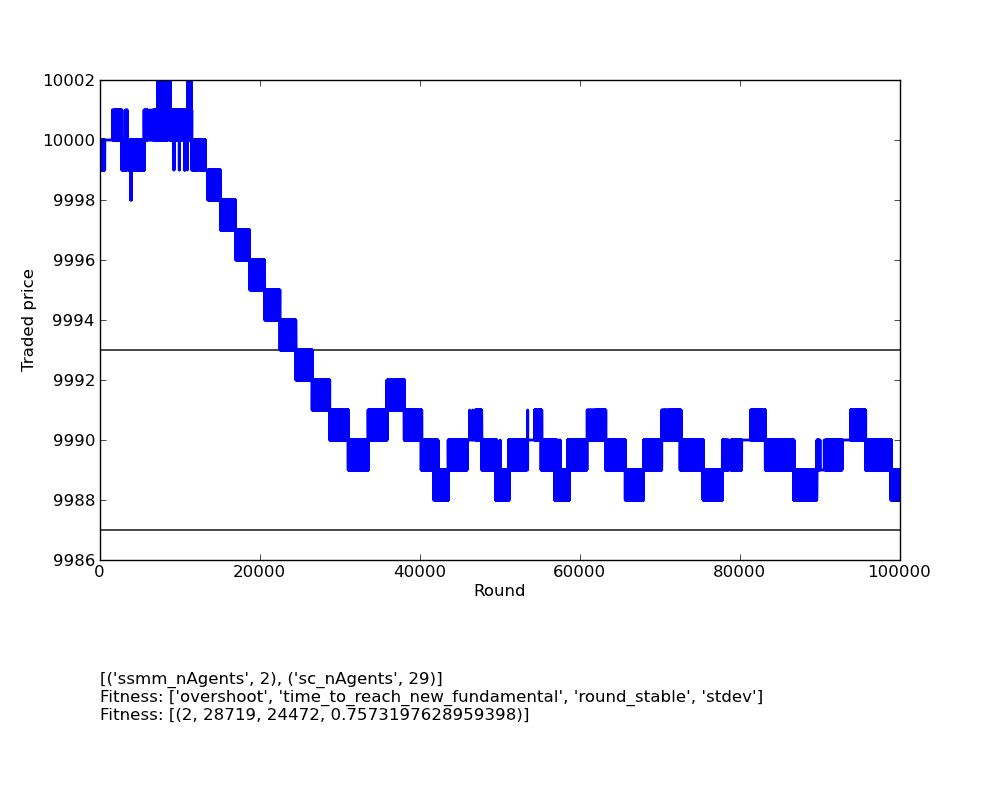 10002
10000
9998
9996
9994
9992
9990
9988
9986
Traded price
0 20000 40000 60000 80000 100000
Round
[('ssmm_nAgents', 2), ('sc_nAgents', 29)]
Fitness: ['overshoot', 'time_to_reach_new_fundamental', 'round_stable', 'stdev']
Fitness: [(2, 28719, 24472, 0.7573197628959398)]